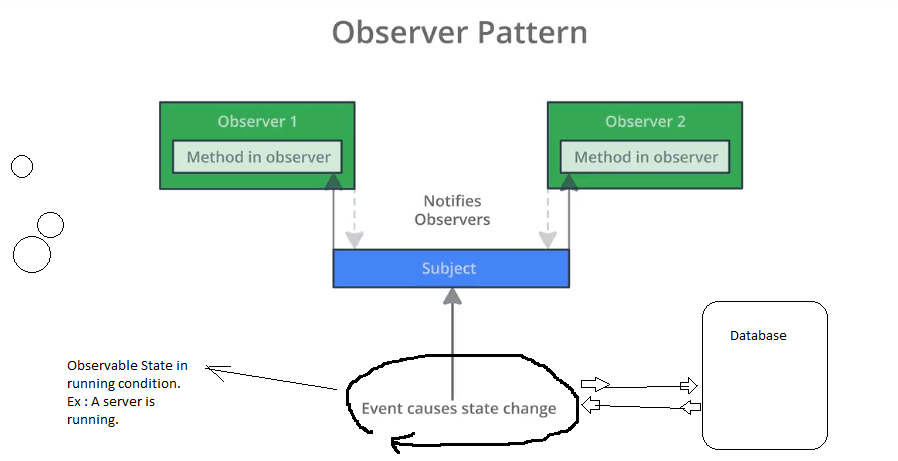 Observer Pattern
Observer 1
Method in observer
Observer 2
Method in observer
Notifies
Observers
Subject
Database
Observable State in
running condition.
Ex : A server is
running.
Event causes state change